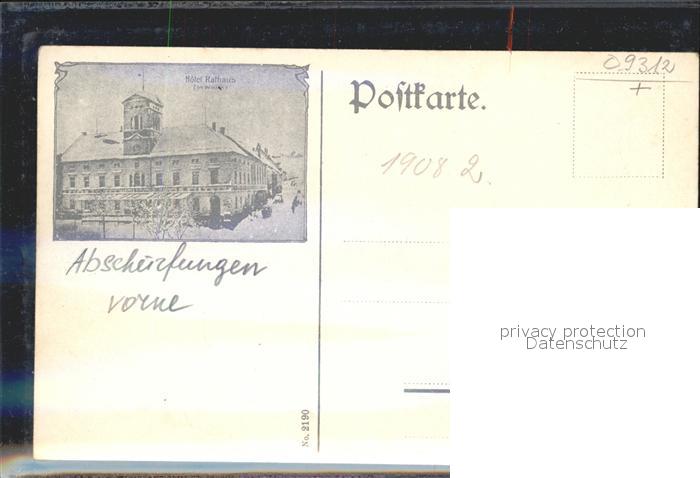 Hôtel Rathaus
Postkarte.
09312
+
1908 2.
Abschürfungen
vorne
privacy protection
Datenschutz
No. 2190